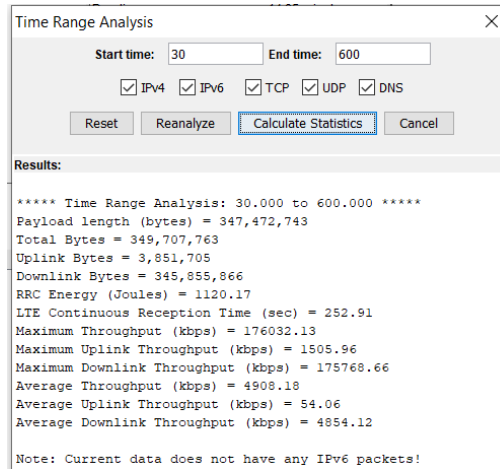 Time Range Analysis
Start time: 30 End time: 600
IPv4 IPv6 TCP UDP DNS
Reset Reanalyze Calculate Statistics Cancel
Results:
***** Time Range Analysis: 30.000 to 600.000 *****
Payload length (bytes) = 347,472,743
Total Bytes = 349,707,763
Uplink Bytes = 3,851,705
Downlink Bytes = 345,855,866
RRC Energy (Joules) = 1120.17
LTE Continuous Reception Time (sec) = 252.91
Maximum Throughput (kbps) = 176032.13
Maximum Uplink Throughput (kbps) = 1505.96
Maximum Downlink Throughput (kbps) = 175768.66
Average Throughput (kbps) = 4908.18
Average Uplink Throughput (kbps) = 54.06
Average Downlink Throughput (kbps) = 4854.12
Note: Current data does not have any IPv6 packets!